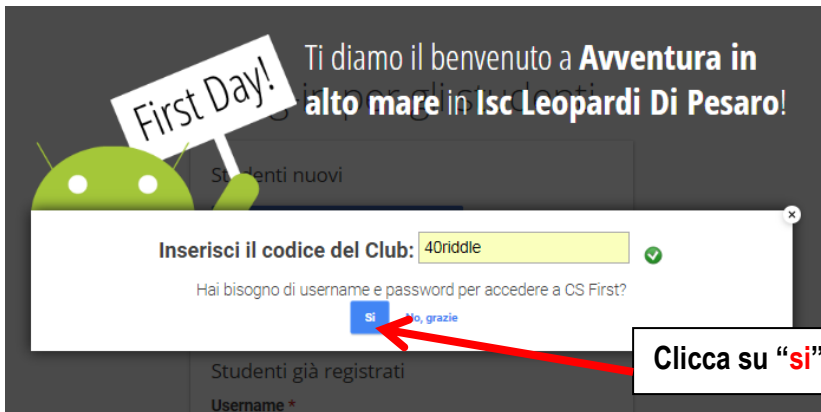 Ti diamo il benvenuto a Avventura in
alto mare in Isc Leopardi Di Pesaro!
First Day!
Studenti nuovi
Inserisci il codice del Club: 40riddle
Hai bisogno di username e password per accedere a CS First?
Sì No, grazie
Clicca su “si”
Studenti già registrati
Username *